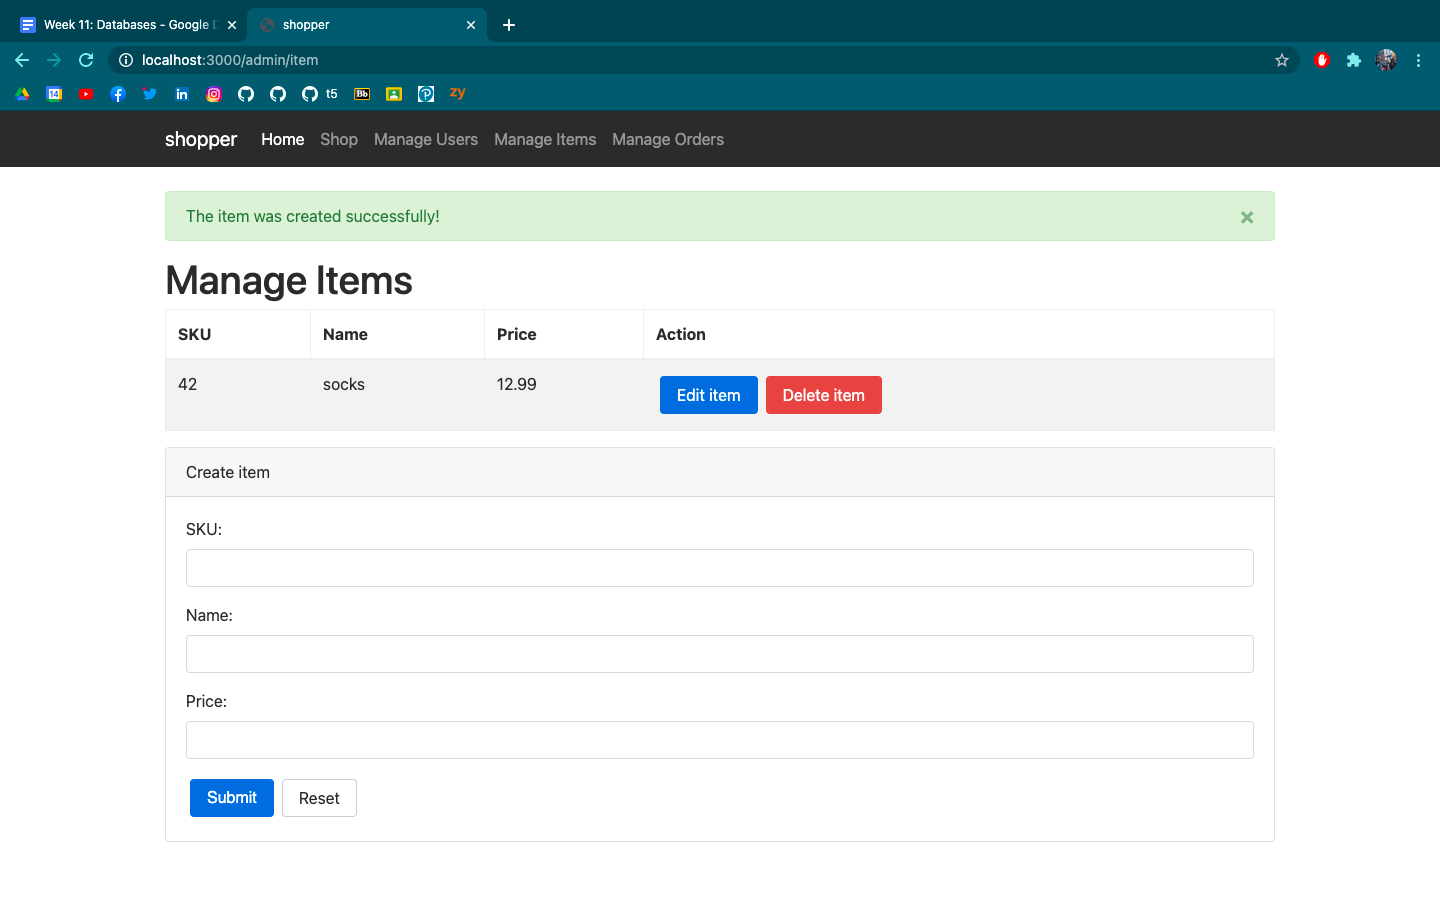 Week 11: Databases - Google D
shopper
localhost:3000/admin/item
14
t5
Bb
zy
shopper Home Shop Manage Users Manage Items Manage Orders
The item was created successfully! ×
Manage Items
SKU Name Price Action
42 socks 12.99 Edit item Delete item
Create item
SKU:
Name:
Price:
Submit Reset